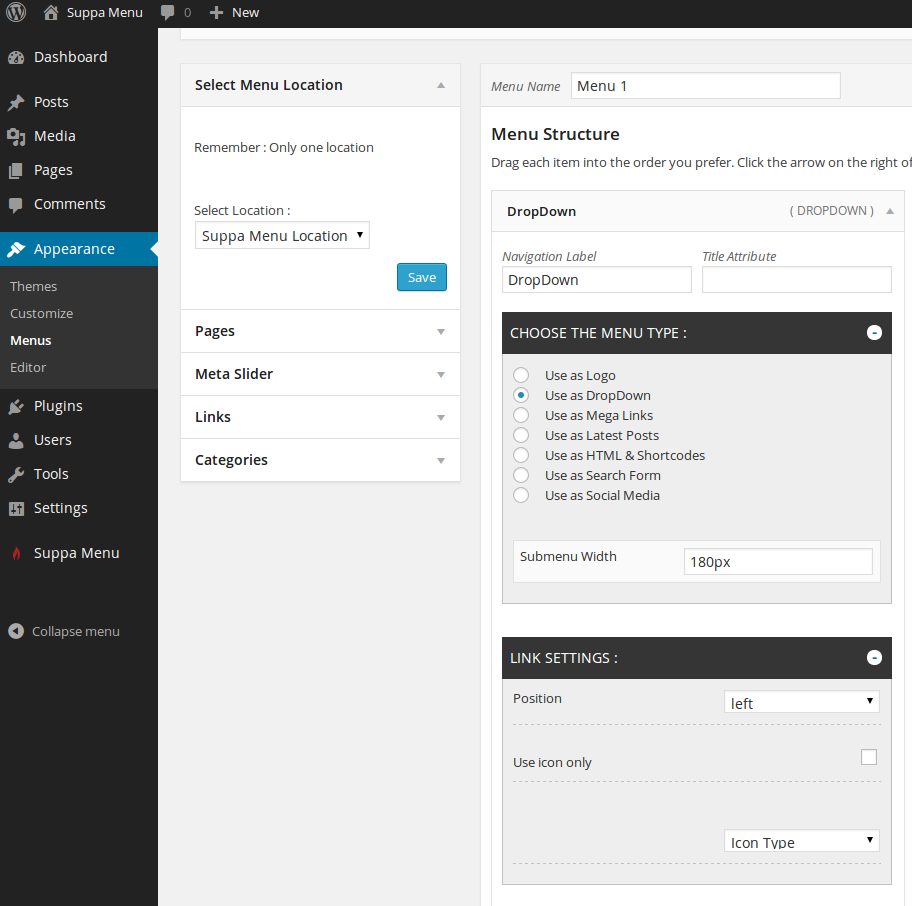 Suppa Menu 0 New
Dashboard
Posts
Media
Pages
Comments
Appearance
Themes
Customize
Menus
Editor
Plugins
Users
Tools
Settings
Suppa Menu
Collapse menu
Select Menu Location
Remember : Only one location
Select Location :
Suppa Menu Location
Save
Pages
Meta Slider
Links
Categories
Menu Name Menu 1
Menu Structure
Drag each item into the order you prefer. Click the arrow on the right of
DropDown ( DROPDOWN )
Navigation Label Title Attribute
DropDown
CHOOSE THE MENU TYPE : -
Use as Logo
Use as DropDown
Use as Mega Links
Use as Latest Posts
Use as HTML & Shortcodes
Use as Search Form
Use as Social Media
Submenu Width 180px
LINK SETTINGS : -
Position left
Use icon only
Icon Type